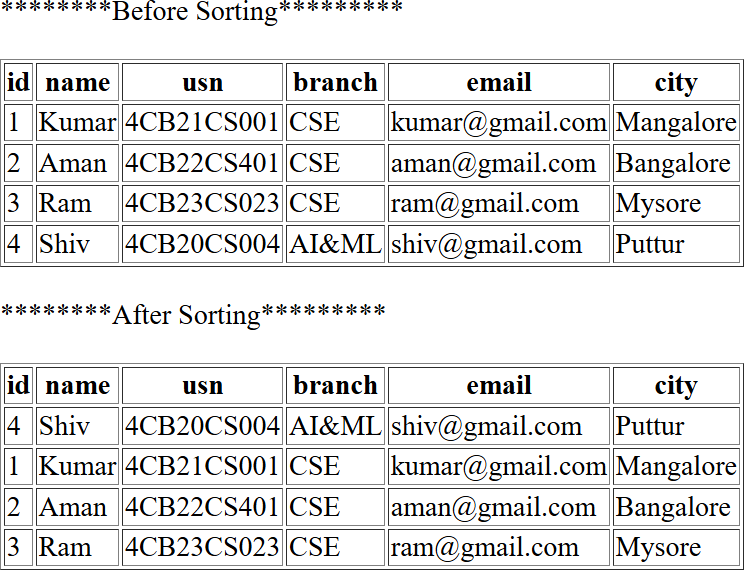 ********Before Sorting*********
id name usn branch email city
1 Kumar 4CB21CS001 CSE kumar@gmail.com Mangalore
2 Aman 4CB22CS401 CSE aman@gmail.com Bangalore
3 Ram 4CB23CS023 CSE ram@gmail.com Mysore
4 Shiv 4CB20CS004 AI&ML shiv@gmail.com Puttur
********After Sorting*********
id name usn branch email city
4 Shiv 4CB20CS004 AI&ML shiv@gmail.com Puttur
1 Kumar 4CB21CS001 CSE kumar@gmail.com Mangalore
2 Aman 4CB22CS401 CSE aman@gmail.com Bangalore
3 Ram 4CB23CS023 CSE ram@gmail.com Mysore